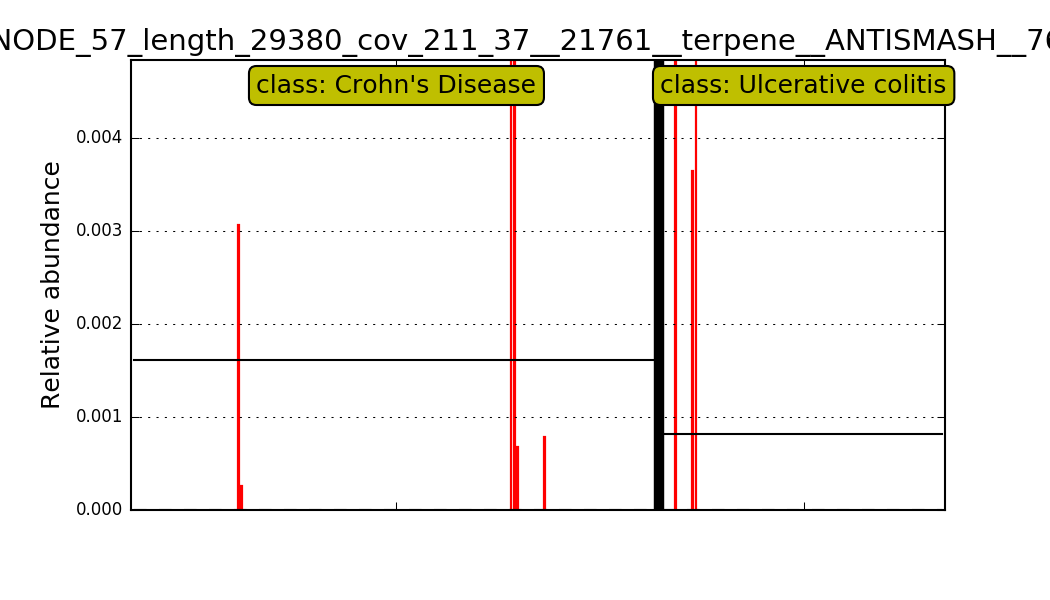 NODE_57_length_29380_cov_211_37__21761__terpene__ANTISMASH__76
class: Crohn's Disease
class: Ulcerative colitis
Relative abundance
0.004
0.003
0.002
0.001
0.000